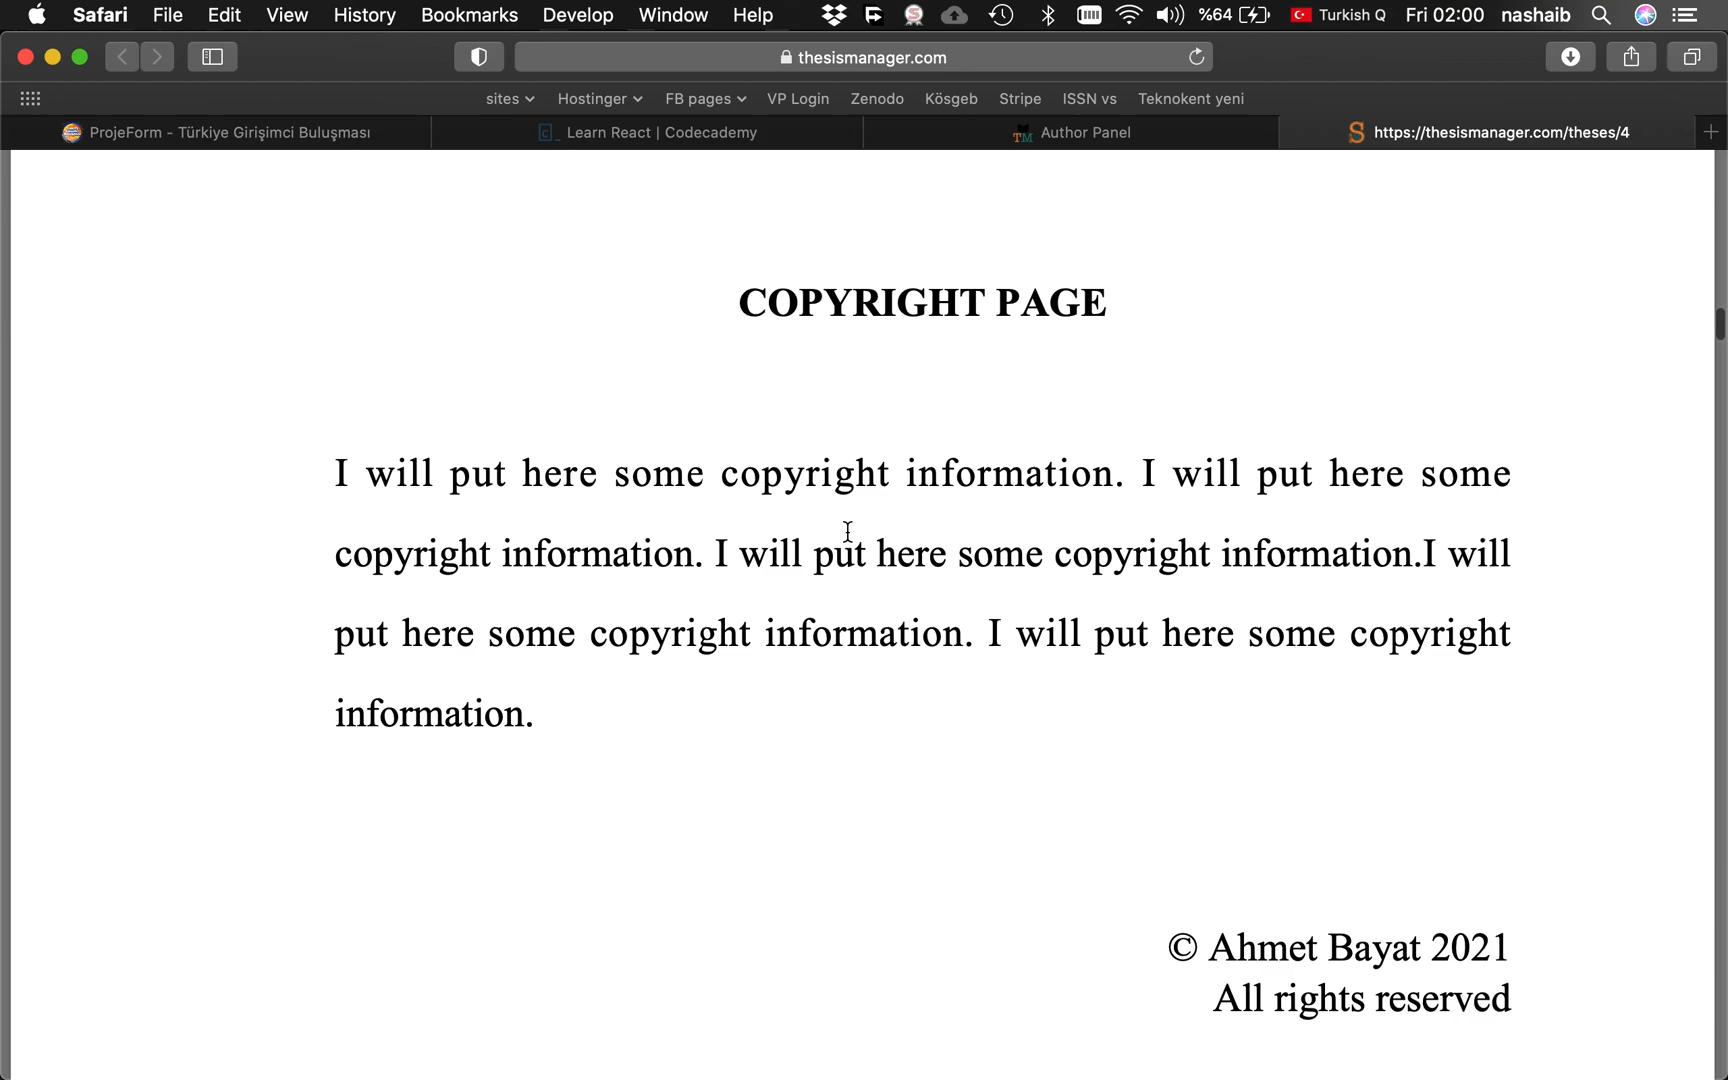 Safari File Edit View History Bookmarks Develop Window Help %64 Turkish Q Fri 02:00 nashaib
thesismanager.com
sites Hostinger FB pages VP Login Zenodo Kösgeb Stripe ISSN vs Teknokent yeni
ProjeForm - Türkiye Girişimci Buluşması Learn React | Codecademy TM Author Panel S https://thesismanager.com/theses/4
COPYRIGHT PAGE
I will put here some copyright information. I will put here some
copyright information. I will put here some copyright information.I will
put here some copyright information. I will put here some copyright
information.
© Ahmet Bayat 2021
All rights reserved